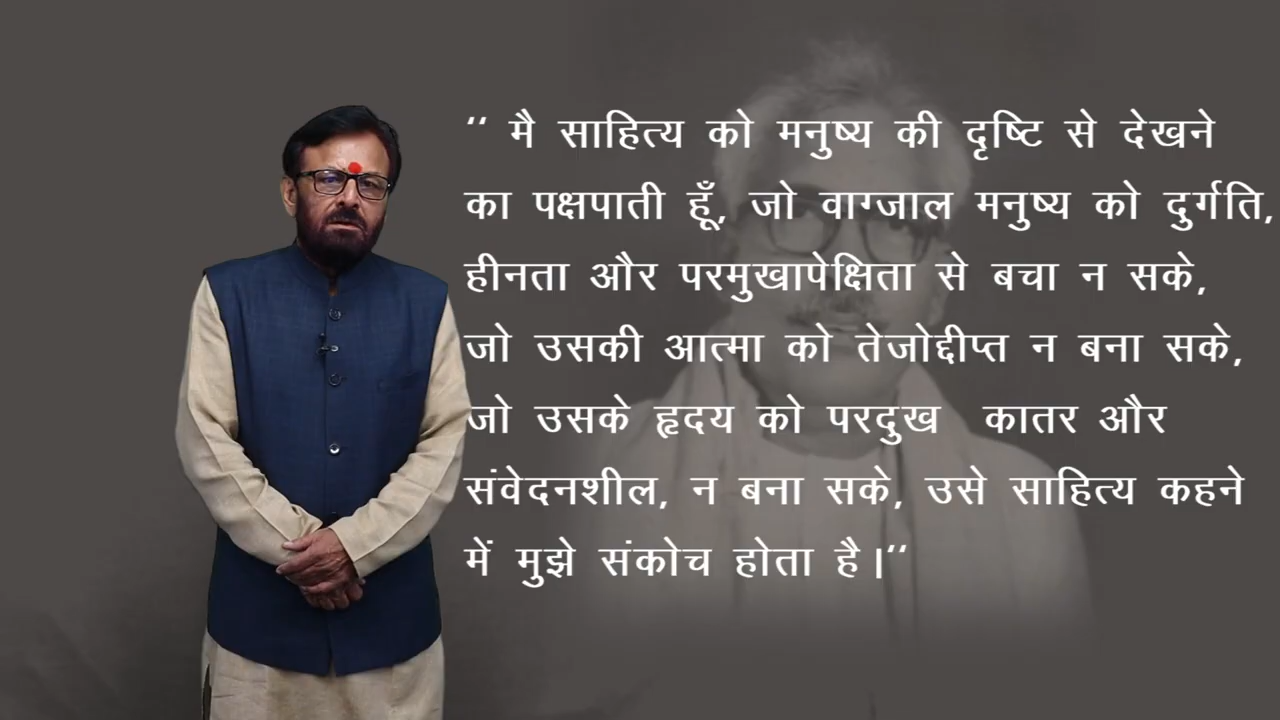 ‘‘ मै साहित्य को मनुष्य की दृष्टि से देखने
का पक्षपाती हूँ, जो वाग्जाल मनुष्य को दुर्गति,
हीनता और परमुखापेक्षिता से बचा न सके,
जो उसकी आत्मा को तेजोद्दीप्त न बना सके,
जो उसके हृदय को परदुख कातर और
संवेदनशील, न बना सके, उसे साहित्य कहने
में मुझे संकोच होता है।‘‘